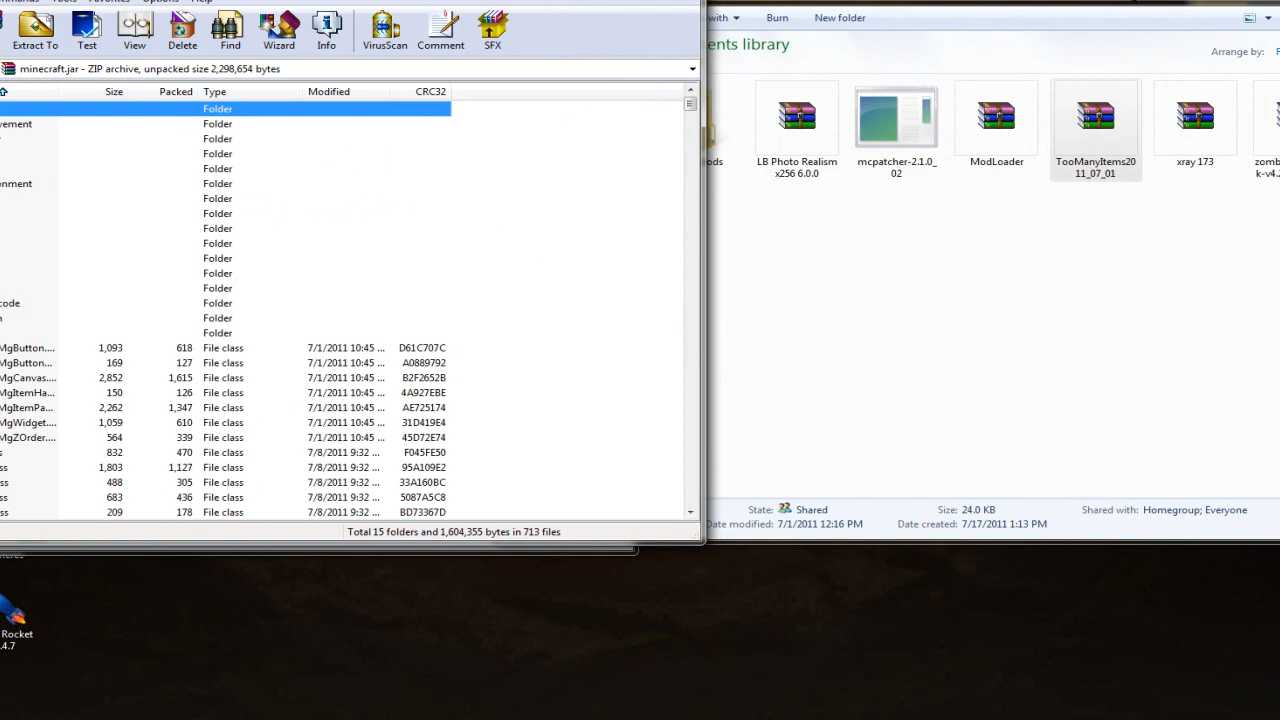 Tools
Favorites
Options
Help
Extract To
Test
View
Delete
Find
Wizard
Info
VirusScan
Comment
SFX
minecraft.jar - ZIP archive, unpacked size 2,298,654 bytes
Size Packed Type Modified CRC32
Folder
vement Folder
Folder
Folder
Folder
onment Folder
Folder
Folder
Folder
Folder
Folder
Folder
Folder
code Folder
Folder
Folder
MgButton.... 1,093 618 File class 7/1/2011 10:45 ... D61C707C
MgButton... 169 127 File class 7/1/2011 10:45 ... A0889792
MgCanvas.... 2,852 1,615 File class 7/1/2011 10:45 ... B2F2652B
MgItemHa... 150 126 File class 7/1/2011 10:45 ... 4A927EBE
MgItemPa... 2,262 1,347 File class 7/1/2011 10:45 ... AE725174
MgWidget.... 1,059 610 File class 7/1/2011 10:45 ... 31D419E4
MgZOrder.... 564 339 File class 7/1/2011 10:45 ... 45D72E74
s 832 470 File class 7/8/2011 9:32 ... F045FE50
ss 1,803 1,127 File class 7/8/2011 9:32 ... 95A109E2
ss 488 305 File class 7/8/2011 9:32 ... 33A160BC
ss 683 436 File class 7/8/2011 9:32 ... 5087A5C8
ss 209 178 File class 7/8/2011 9:32 ... BD73367D
Total 15 folders and 1,604,355 bytes in 713 files
with
Burn
New folder
ents library
Arrange by:
ods
LB Photo Realism
x256 6.0.0
mcpatcher-2.1.0_
02
ModLoader
TooManyItems20
11_07_01
xray 173
zomb
k-v4.
State: Shared
Size: 24.0 KB
Shared with: Homegroup; Everyone
Date modified: 7/1/2011 12:16 PM
Date created: 7/17/2011 1:13 PM
Rocket
.4.7